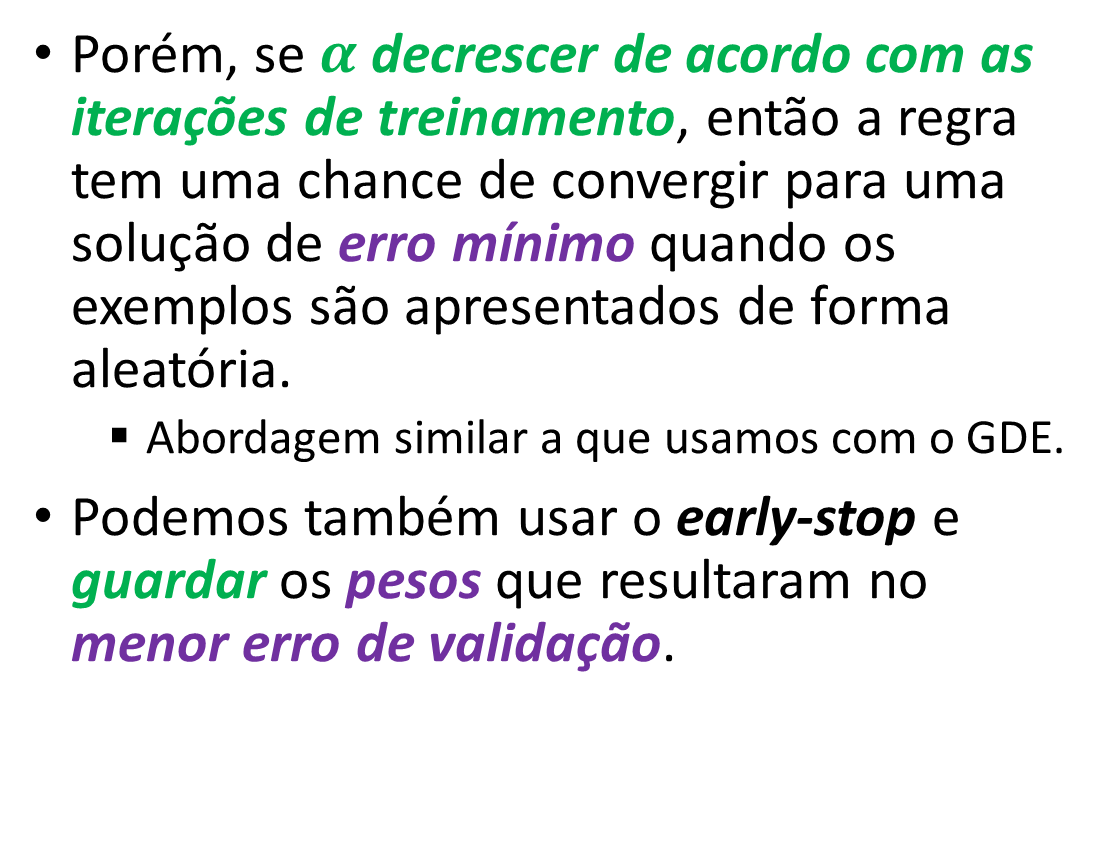 • Porém, se α decrescer de acordo com as
iterações de treinamento, então a regra
tem uma chance de convergir para uma
solução de erro mínimo quando os
exemplos são apresentados de forma
aleatória.
▪ Abordagem similar a que usamos com o GDE.
• Podemos também usar o early-stop e
guardar os pesos que resultaram no
menor erro de validação.